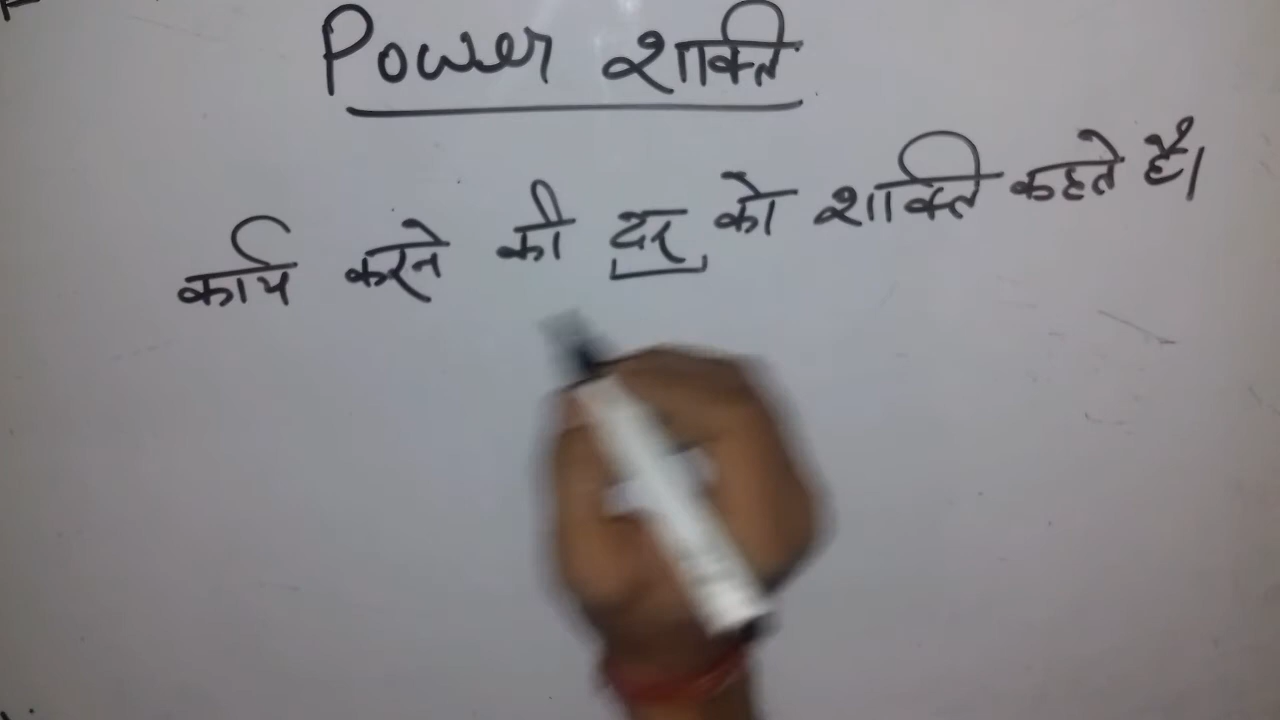 Power शक्ति
कार्य करने की दर को शक्ति कहते हैं।